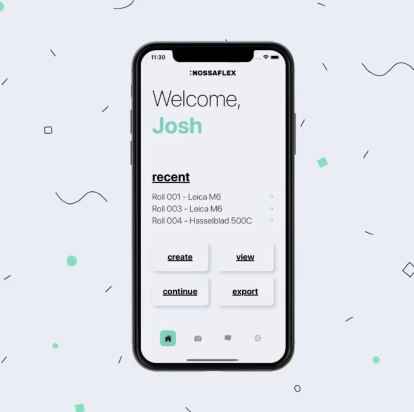 11:30
:NOSSAFLEX
Welcome,
Josh
recent
Roll 001 - Leica M6
Roll 003 - Leica M6
Roll 004 - Hasselblad 500C
create
view
continue
export